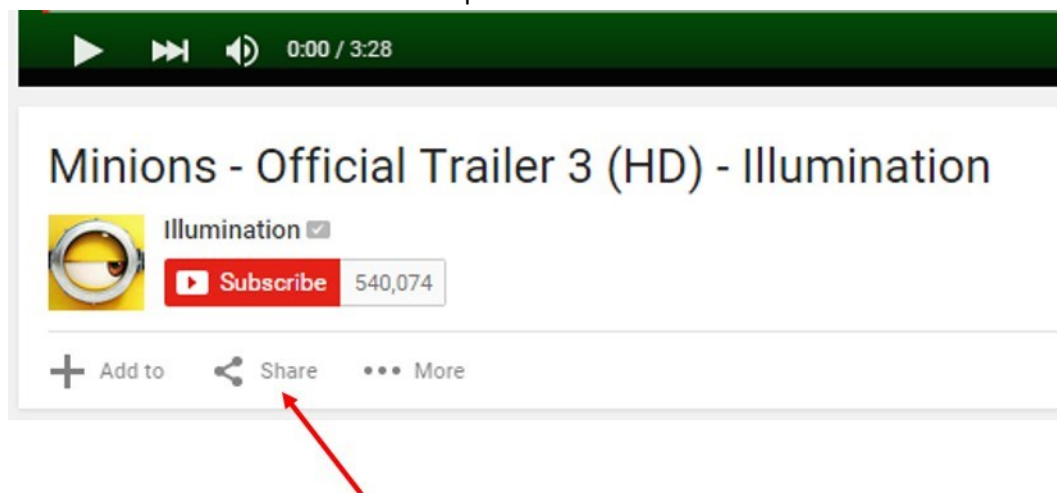 0:00 / 3:28
Minions - Official Trailer 3 (HD) - Illumination
Illumination
Subscribe 540,074
Add to Share More